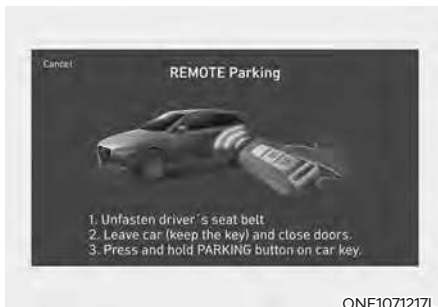 Cancel
REMOTE Parking
1. Unfasten driver´s seat belt
2. Leave car (keep the key) and close doors.
3. Press and hold PARKING button on car key.
ONE1071217L